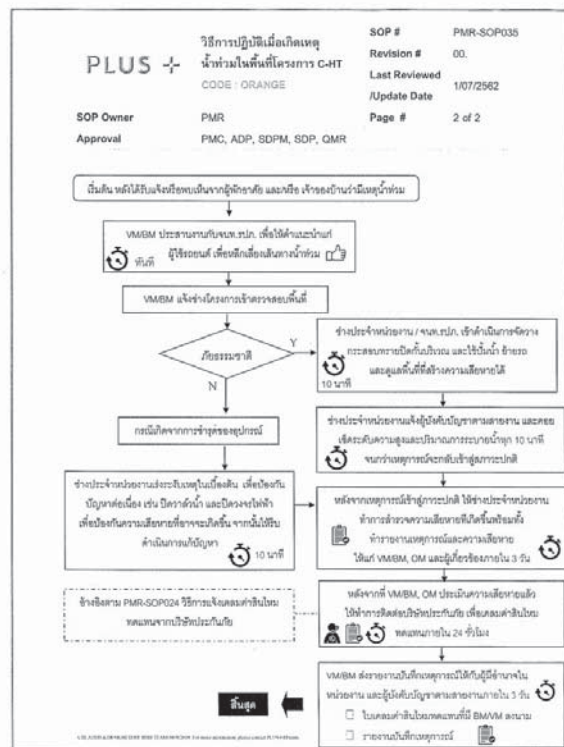 PLUS +
วิธีการปฏิบัติเมื่อเกิดเหตุ
น้ำท่วมในพื้นที่โครงการ C-HT
CODE : ORANGE
SOP # PMR-SOP035
Revision # 00.
Last Reviewed
/Update Date 1/07/2562
SOP Owner PMR
Page # 2 of 2
Approval PMC, ADP, SDPM, SDP, QMR
เริ่มต้น หลังได้รับแจ้งหรือพบเห็นจากผู้พักอาศัย และ/หรือ เจ้าของบ้านว่ามีเหตุน้ำท่วม
VM/BM ประสานงานกับจนท.รปภ. เพื่อให้คำแนะนำแก่
ผู้ใช้รถยนต์ เพื่อหลีกเลี่ยงเส้นทางน้ำท่วม
ทันที
VM/BM แจ้งช่างโครงการเข้าตรวจสอบพื้นที่
ภัยธรรมชาติ
Y
N
ช่างประจำหน่วยงาน / จนท.รปภ. เข้าดำเนินการจัดวาง
กระสอบทรายปิดกั้นบริเวณ และใช้ปั๊มน้ำ ย้ายรถ
และดูแลพื้นที่ที่สร้างความเสียหายได้
10 นาที
กรณีเกิดจากการชำรุดของอุปกรณ์
ช่างประจำหน่วยงานแจ้งผู้บังคับบัญชาตามสายงาน และคอย
เช็คระดับความสูงและปริมาณการระบายน้ำทุก 10 นาที
จนกว่าเหตุการณ์จะกลับเข้าสู่ภาวะปกติ
ช่างประจำหน่วยงานเร่งระงับเหตุในเบื้องต้น เพื่อป้องกัน
ปัญหาต่อเนื่อง เช่น ปิดวาล์วน้ำ และปิดวงจรไฟฟ้า
เพื่อป้องกันความเสียหายที่อาจจะเกิดขึ้น จากนั้นให้รีบ
ดำเนินการแก้ปัญหา
10 นาที
หลังจากเหตุการณ์เข้าสู่ภาวะปกติ ให้ช่างประจำหน่วยงาน
ทำการสำรวจความเสียหายที่เกิดขึ้นพร้อมทั้ง
ทำรายงานเหตุการณ์และความเสียหาย
ให้แก่ VM/BM, OM และผู้เกี่ยวข้องภายใน 3 วัน
อ้างอิงตาม PMR-SOP024 วิธีการแจ้งเคลมค่าสินไหม
ทดแทนจากบริษัทประกันภัย
หลังจากที่ VM/BM, OM ประเมินความเสียหายแล้ว
ให้ทำการติดต่อบริษัทประกันภัย เพื่อเคลมค่าสินไหม
ทดแทนภายใน 24 ชั่วโมง
VM/BM ส่งรายงานบันทึกเหตุการณ์ให้กับผู้มีอำนาจใน
หน่วยงาน และผู้บังคับบัญชาตามสายงานภายใน 3 วัน
ใบเคลมค่าสินไหมทดแทนที่มี BM/VM ลงนาม
รายงานบันทึกเหตุการณ์
สิ้นสุด